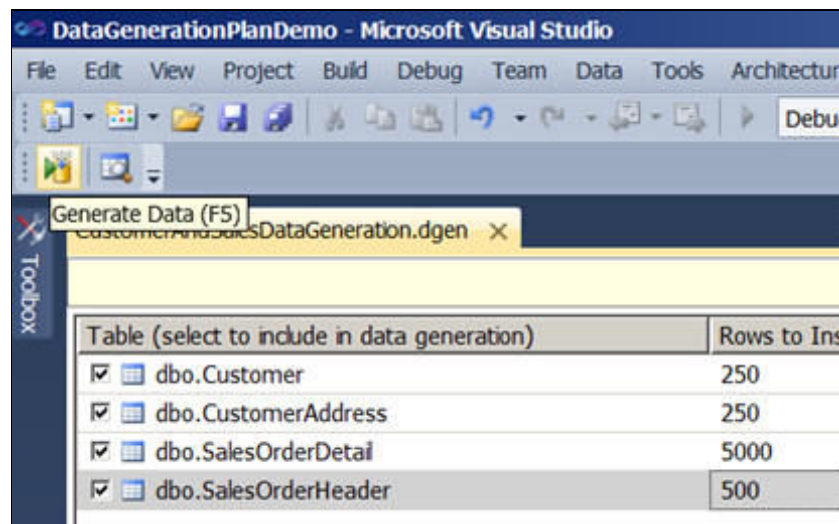 DataGenerationPlanDemo - Microsoft Visual Studio
File Edit View Project Build Debug Team Data Tools Architectur
Debu
Generate Data (F5)
CustomerAndSalesDataGeneration.dgen
Toolbox
Table (select to include in data generation) Rows to Ins
dbo.Customer 250
dbo.CustomerAddress 250
dbo.SalesOrderDetail 5000
dbo.SalesOrderHeader 500